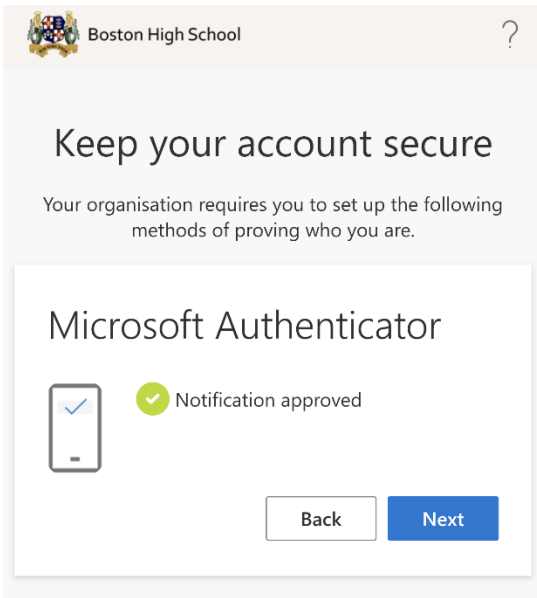 Boston High School
?
Keep your account secure
Your organisation requires you to set up the following
methods of proving who you are.
Microsoft Authenticator
Notification approved
Back
Next